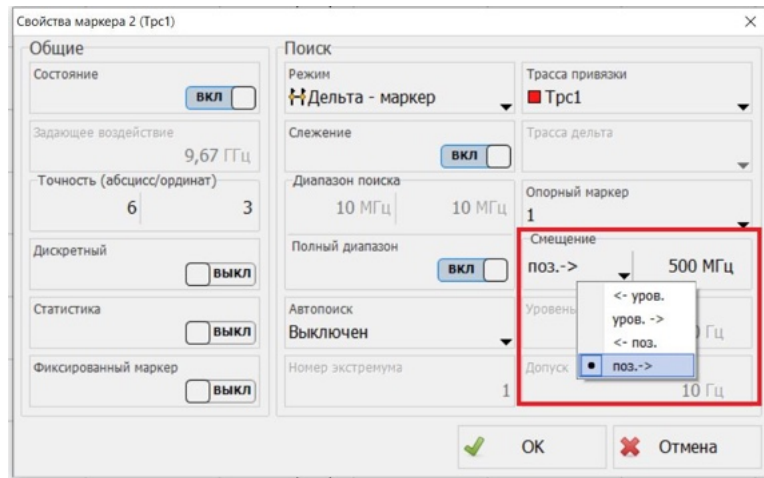 Свойства маркера 2 (Трс1)
Общие
Состояние
ВКЛ
Задающее воздействие
9,67 ГГц
Точность (абсцисс/ординат)
6 3
Дискретный
ВЫКЛ
Статистика
ВЫКЛ
Фиксированный маркер
ВЫКЛ
Поиск
Режим
Дельта - маркер
Слежение
ВКЛ
Диапазон поиска
10 МГц 10 МГц
Полный диапазон
ВКЛ
Автопоиск
Выключен
Номер экстремума
1
Трасса привязки
Трс1
Трасса дельта
Опорный маркер
1
Смещение
поз.-> 500 МГц
<- уров.
уров. ->
<- поз.
поз.->
Уровень
Гц
Допуск
10 Гц
OK
Отмена